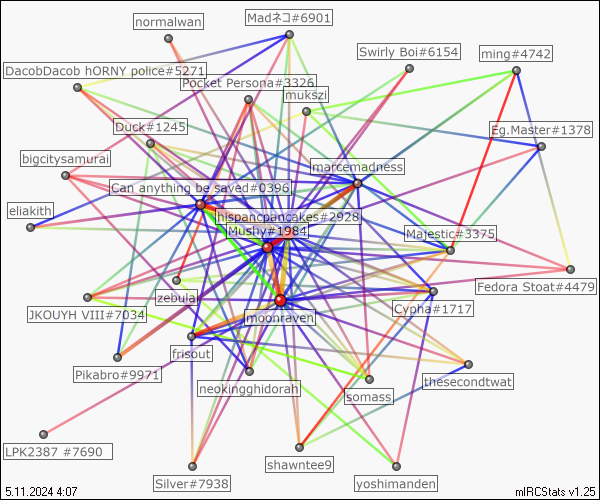 normalwan
Madネコ#6901
Swirly Boi#6154
ming#4742
DacobDacob hORNY police#5271
Pocket Persona#3326
mukszi
Duck#1245
Eg.Master#1378
bigcitysamurai
marcemadness
Can anything be saved#0396
eliakith
hispancpancakes#2928
Mushy#1984
Majestic#3375
Fedora Stoat#4479
zebula
JKOUYH VIII#7034
Cypha#1717
moonraven
frisout
Pikabro#9971
neokingghidorah
thesecondtwat
somass
LPK2387 #7690
shawntee9
Silver#7938
yoshimanden
5.11.2024 4:07
mIRCStats v1.25